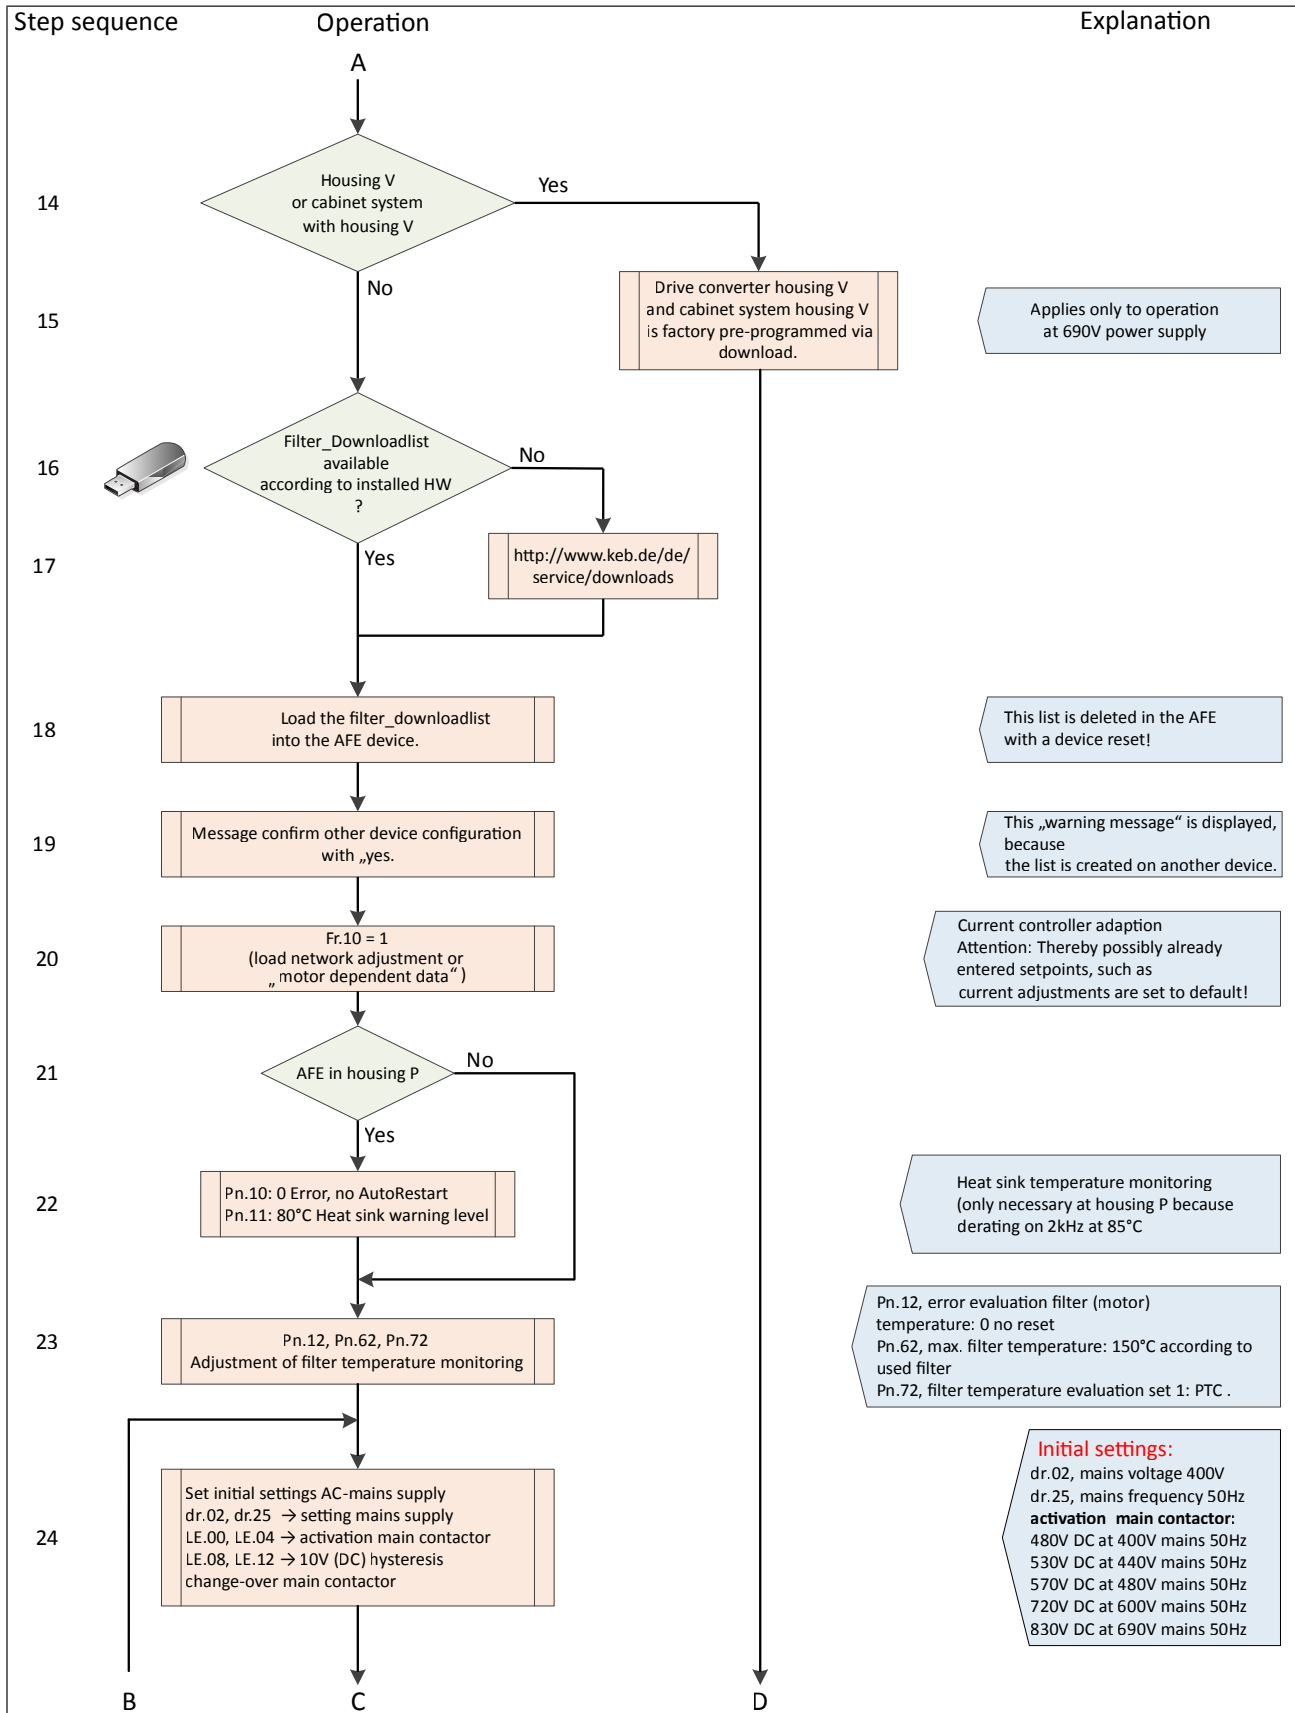 Step sequence
Operation
Explanation
A
14
Housing V
or cabinet system
with housing V
Yes
No
15
Drive converter housing V
and cabinet system housing V
is factory pre-programmed via
download.
Applies only to operation
at 690V power supply
16
Filter_Downloadlist
available
according to installed HW
?
No
Yes
17
http://www.keb.de/de/
service/downloads
18
Load the filter_downloadlist
into the AFE device.
This list is deleted in the AFE
with a device reset!
19
Message confirm other device configuration
with „yes.
This „warning message“ is displayed,
because
the list is created on another device.
20
Fr.10 = 1
(load network adjustment or
„ motor dependent data“ )
Current controller adaption
Attention: Thereby possibly already
entered setpoints, such as
current adjustments are set to default!
21
AFE in housing P
No
Yes
22
Pn.10: 0 Error, no AutoRestart
Pn.11: 80°C Heat sink warning level
Heat sink temperature monitoring
(only necessary at housing P because
derating on 2kHz at 85°C
23
Pn.12, Pn.62, Pn.72
Adjustment of filter temperature monitoring
Pn.12, error evaluation filter (motor)
temperature: 0 no reset
Pn.62, max. filter temperature: 150°C according to
used filter
Pn.72, filter temperature evaluation set 1: PTC .
24
Set initial settings AC-mains supply
dr.02, dr.25 → setting mains supply
LE.00, LE.04 → activation main contactor
LE.08, LE.12 → 10V (DC) hysteresis
change-over main contactor
Initial settings:
dr.02, mains voltage 400V
dr.25, mains frequency 50Hz
activation main contactor:
480V DC at 400V mains 50Hz
530V DC at 440V mains 50Hz
570V DC at 480V mains 50Hz
720V DC at 600V mains 50Hz
830V DC at 690V mains 50Hz
B
C
D